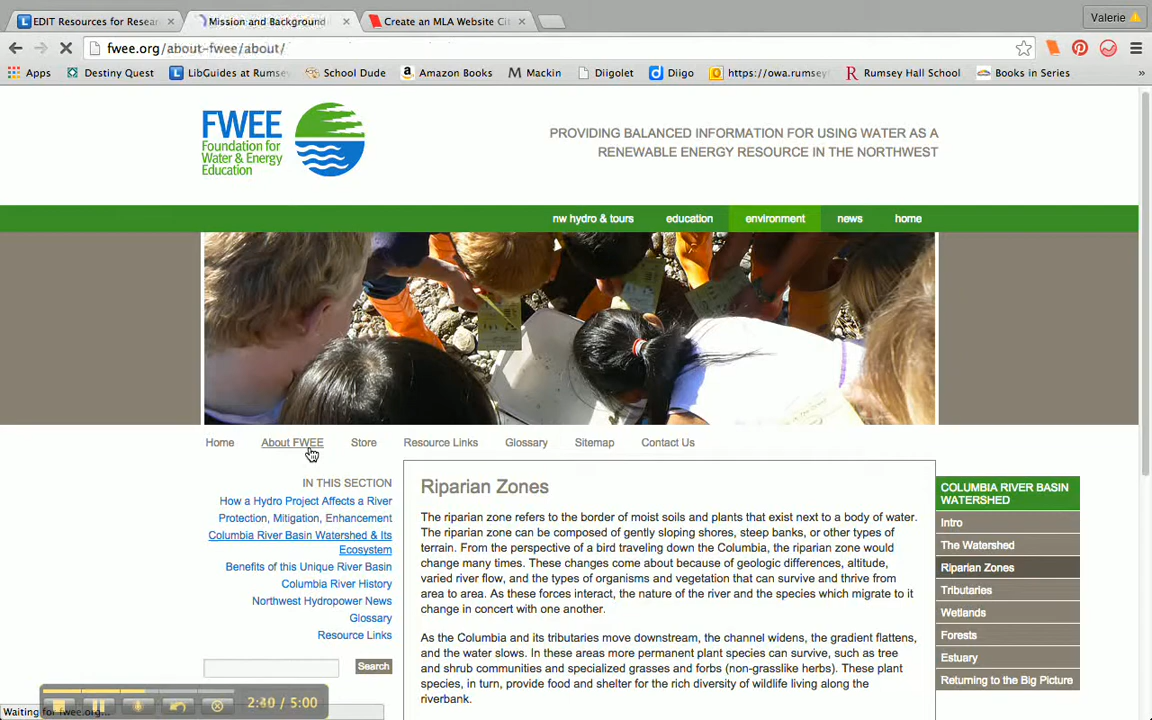 EDIT Resources for Resear
Mission and Background
Create an MLA Website Cit
Valerie
fwee.org/about-fwee/about/
Apps
Destiny Quest
LibGuides at Rumse
School Dude
Amazon Books
Mackin
Diigolet
Diigo
https://owa.rumsey
Rumsey Hall School
Books in Series
»
FWEE
Foundation for
Water & Energy
Education
PROVIDING BALANCED INFORMATION FOR USING WATER AS A
RENEWABLE ENERGY RESOURCE IN THE NORTHWEST
nw hydro & tours
education
environment
news
home
Home
About FWEE
Store
Resource Links
Glossary
Sitemap
Contact Us
IN THIS SECTION
How a Hydro Project Affects a River
Protection, Mitigation, Enhancement
Columbia River Basin Watershed & Its
Ecosystem
Benefits of this Unique River Basin
Columbia River History
Northwest Hydropower News
Glossary
Resource Links
Search
Riparian Zones
The riparian zone refers to the border of moist soils and plants that exist next to a body of water.
The riparian zone can be composed of gently sloping shores, steep banks, or other types of
terrain. From the perspective of a bird traveling down the Columbia, the riparian zone would
change many times. These changes come about because of geologic differences, altitude,
varied river flow, and the types of organisms and vegetation that can survive and thrive from
area to area. As these forces interact, the nature of the river and the species which migrate to it
change in concert with one another.
As the Columbia and its tributaries move downstream, the channel widens, the gradient flattens,
and the water slows. In these areas more permanent plant species can survive, such as tree
and shrub communities and specialized grasses and forbs (non-grasslike herbs). These plant
species, in turn, provide food and shelter for the rich diversity of wildlife living along the
riverbank.
COLUMBIA RIVER BASIN
WATERSHED
Intro
The Watershed
Riparian Zones
Tributaries
Wetlands
Forests
Estuary
Returning to the Big Picture
2:40 / 5:00
Waiting for fwee.org...